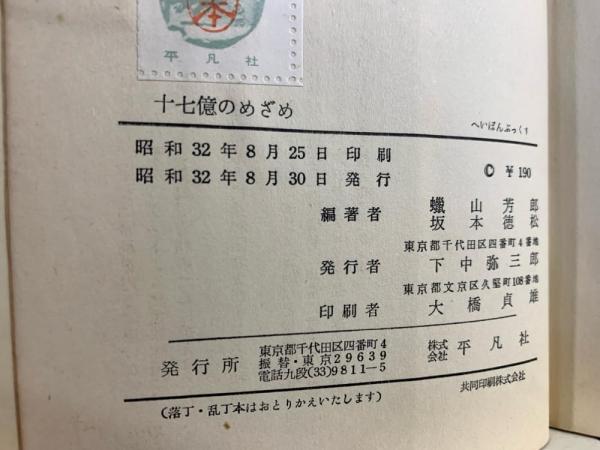 本
平凡社
十七億のめざめ
へいぼんぶっくす
昭和32年8月25日 印刷
昭和32年8月30日 発行
© ¥190
編著者 蠟山芳郎
坂本徳松
東京都千代田区四番町4番地
発行者 下中弥三郎
東京都文京区久堅町108番地
印刷者 大橋貞雄
発行所 東京都千代田区四番町4
振替・東京29639
電話九段(33)9811-5
株式会社 平凡社
共同印刷株式会社
(落丁・乱丁本はおとりかえいたします)